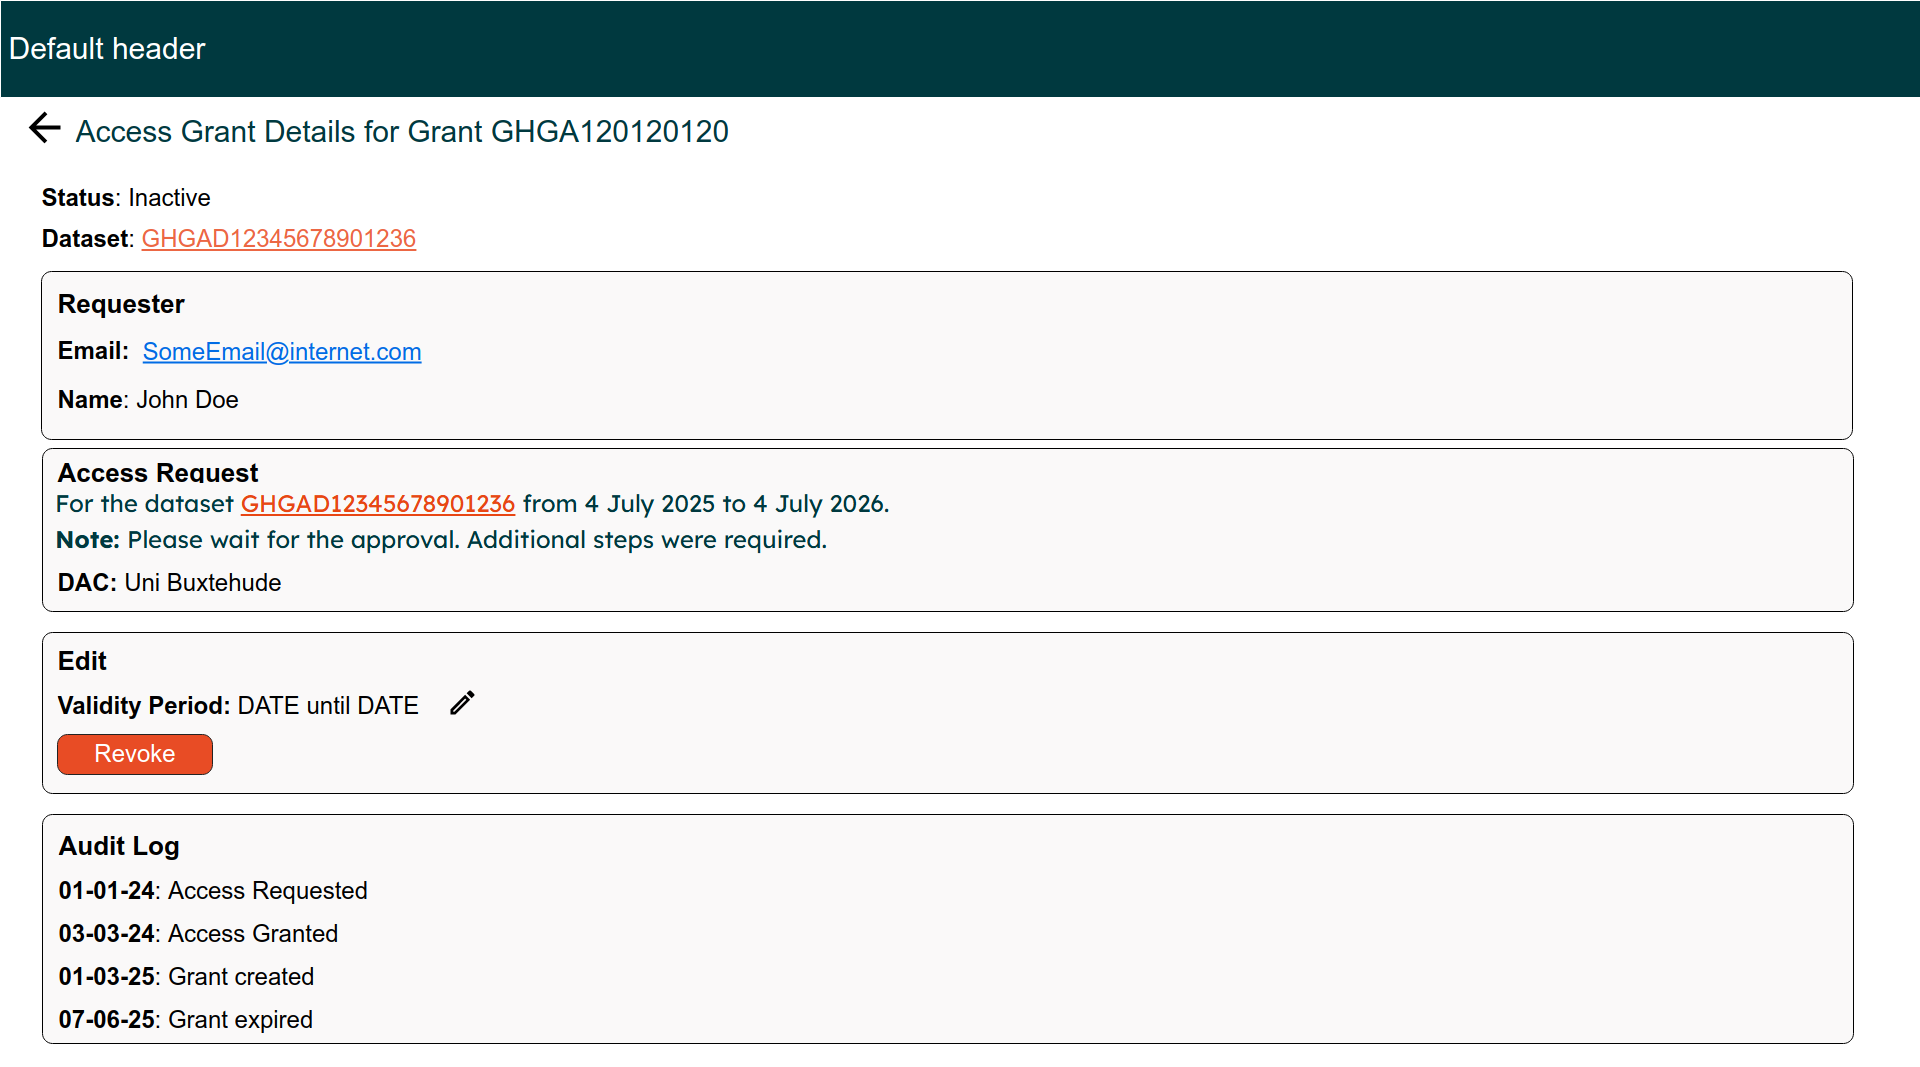 Default header
Access Grant Details for Grant GHGA120120120
Status: Inactive
Dataset: GHGAD12345678901236
Requester
Email: SomeEmail@internet.com
Name: John Doe
Access Request
For the dataset GHGAD12345678901236 from 4 July 2025 to 4 July 2026.
Note: Please wait for the approval. Additional steps were required.
DAC: Uni Buxtehude
Edit
Validity Period: DATE until DATE
Revoke
Audit Log
01-01-24: Access Requested
03-03-24: Access Granted
01-03-25: Grant created
07-06-25: Grant expired